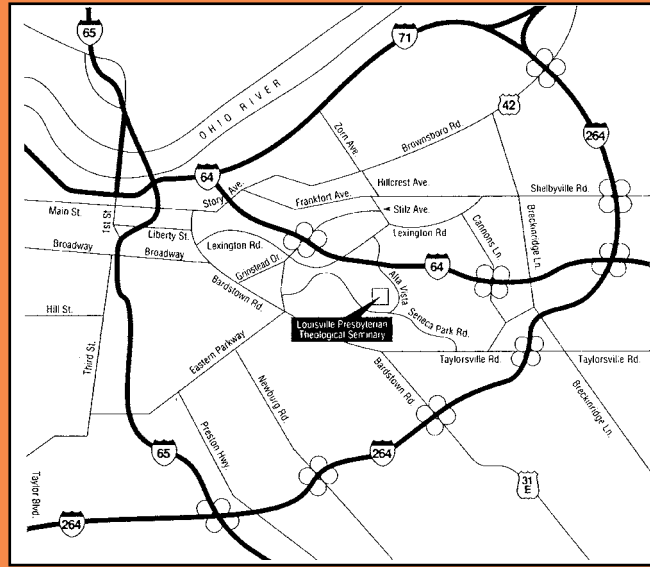 65
71
OHIO RIVER
42
264
Zorn Ave
Brownsboro Rd.
64
Story Ave.
Hillcrest Ave.
Frankfort Ave.
Shelbyville Rd.
Main St.
1st St.
Stilz Ave.
Liberty St.
Lexington Rd.
Lexington Rd.
Cannons Ln.
Breckinridge Ln.
Broadway
Broadway
Grinstead Dr.
64
Bardstown Rd.
Alta Vista
Hill St.
Louisville Presbyterian
Theological Seminary
Seneca Park Rd.
Third St.
Eastern Parkway
Taylorsville Rd.
Taylorsville Rd.
Newburg Rd.
Bardstown Rd.
Breckinridge Ln.
Preston Hwy.
65
264
31
E
Taylor Blvd.
264